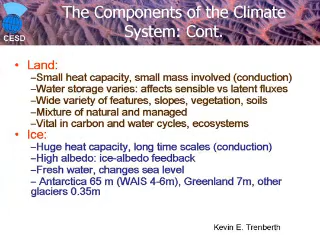 The Components of the Climate
System: Cont.
CESD
• Land:
–Small heat capacity, small mass involved (conduction)
–Water storage varies: affects sensible vs latent fluxes
–Wide variety of features, slopes, vegetation, soils
–Mixture of natural and managed
–Vital in carbon and water cycles, ecosystems
• Ice:
–Huge heat capacity, long time scales (conduction)
–High albedo: ice-albedo feedback
–Fresh water, changes sea level
– Antarctica 65 m (WAIS 4-6m), Greenland 7m, other
glaciers 0.35m
Kevin E. Trenberth